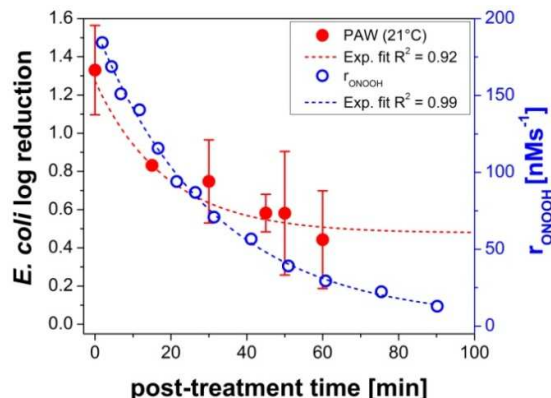 PAW (21°C)
Exp. fit R² = 0.92
rONOOH
Exp. fit R² = 0.99
E. coli log reduction
1.6
1.4
1.2
1.0
0.8
0.6
0.4
0.2
0.0
200
150
100
50
0
rONOOH [nMs⁻¹]
0 20 40 60 80 100
post-treatment time [min]